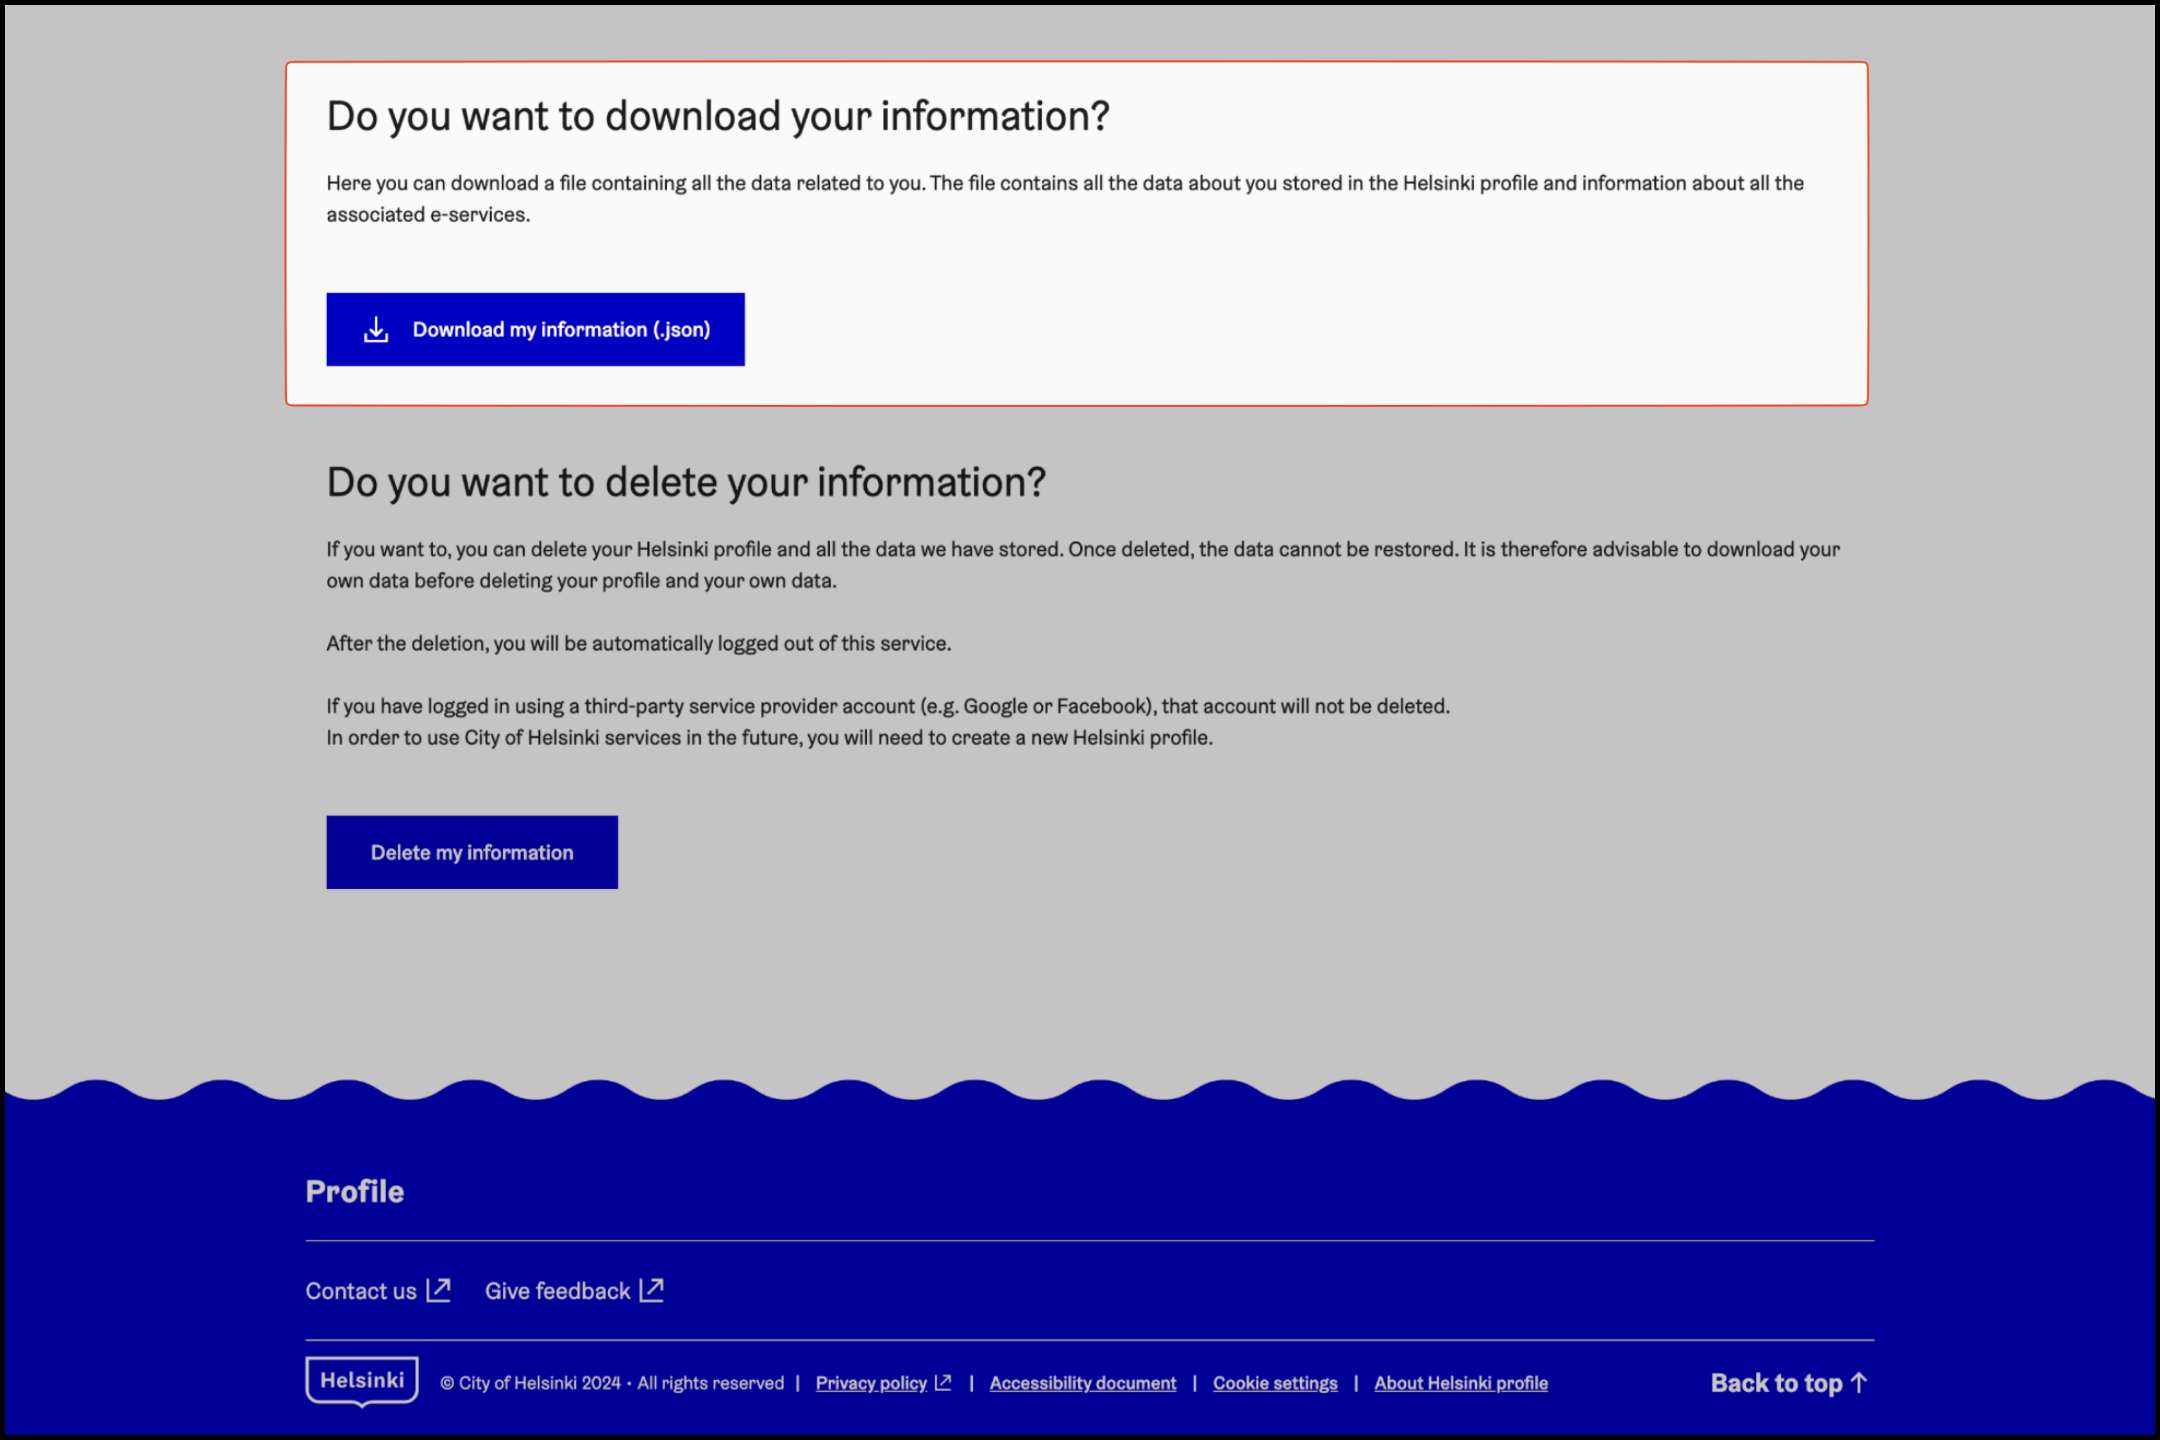 Do you want to download your information?
Here you can download a file containing all the data related to you. The file contains all the data about you stored in the Helsinki profile and information about all the
associated e-services.
Download my information (.json)
Do you want to delete your information?
If you want to, you can delete your Helsinki profile and all the data we have stored. Once deleted, the data cannot be restored. It is therefore advisable to download your
own data before deleting your profile and your own data.
After the deletion, you will be automatically logged out of this service.
If you have logged in using a third-party service provider account (e.g. Google or Facebook), that account will not be deleted.
In order to use City of Helsinki services in the future, you will need to create a new Helsinki profile.
Delete my information
Profile
Contact us Give feedback
Helsinki © City of Helsinki 2024 • All rights reserved | Privacy policy | Accessibility document | Cookie settings | About Helsinki profile Back to top ↑